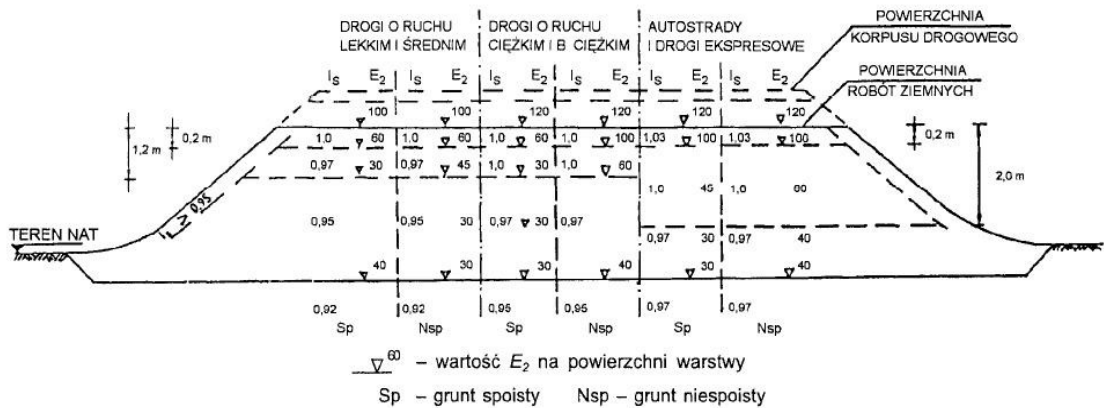 DROGI O RUCHU DROGI O RUCHU AUTOSTRADY POWIERZCHNIA
LEKKIM I ŚREDNIM CIĘŻKIM I B CIĘŻKIM I DROGI EKSPRESOWE KORPUSU DROGOWEGO
POWIERZCHNIA
ROBÓT ZIEMNYCH
Is E2 Is E2 Is E2 Is E2 Is E2 Is E2
100 100 120 120 120 120
1,2 m 0,2 m 1,0 60 1,0 60 1,0 60 1,0 100 1,03 100 1,03 100 0,2 m
0,97 30 0,97 45 1,0 30 1,0 60
1,0 45 1,0 00 2,0 m
Is ≥ 0,95
0,95 0,95 30 0,97 30 0,97
0,97 30 0,97 40
TEREN NAT
40 30 30 40 30 40
0,92 0,92 0,95 0,95 0,97 0,97
Sp Nsp Sp Nsp Sp Nsp
60 – wartość E2 na powierzchni warstwy
Sp – grunt spoisty Nsp – grunt niespoisty